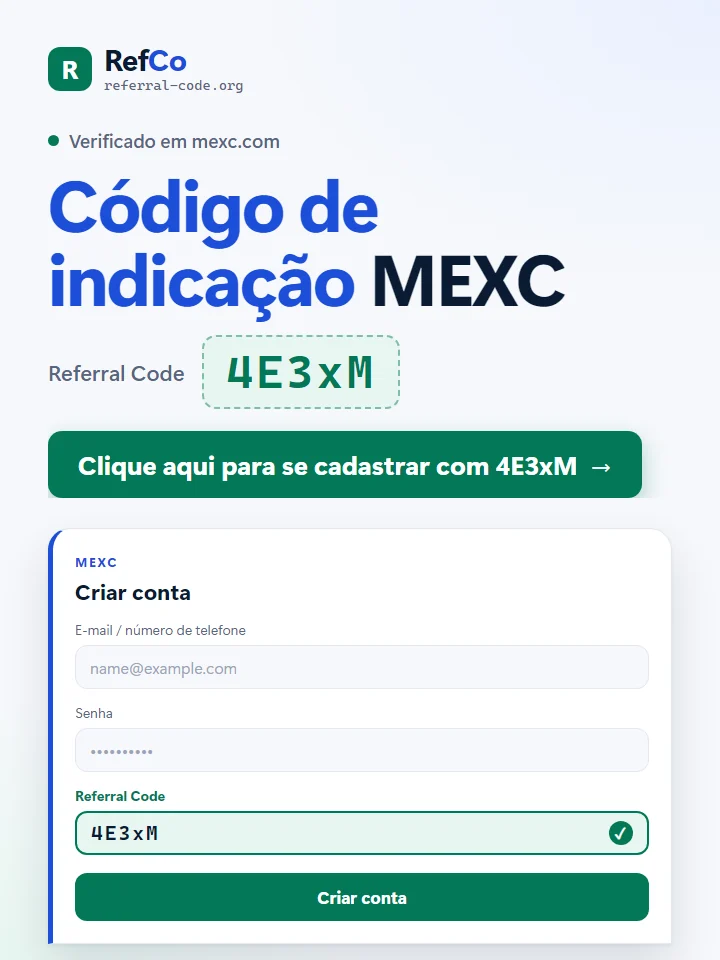 R
RefCo
referral-code.org
Verificado em mexc.com
Código de
indicação MEXC
Referral Code
4E3xM
Clique aqui para se cadastrar com 4E3xM →
MEXC
Criar conta
E-mail / número de telefone
name@example.com
Senha
••••••••••
Referral Code
4E3xM
Criar conta